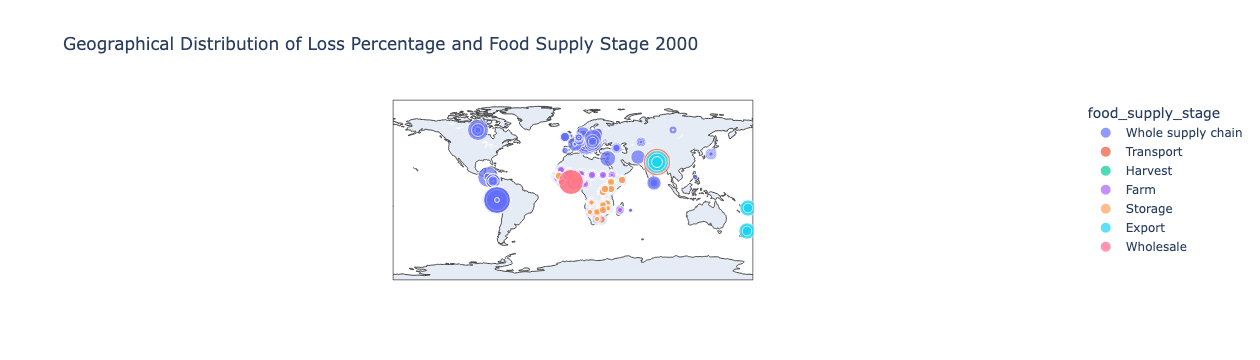 Geographical Distribution of Loss Percentage and Food Supply Stage 2000
food_supply_stage
Whole supply chain
Transport
Harvest
Farm
Storage
Export
Wholesale